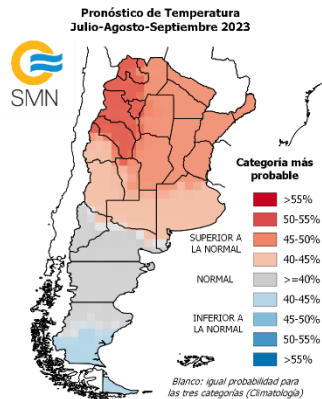 Pronóstico de Temperatura
Julio-Agosto-Septiembre 2023
SMN
Categoría más
probable
>55%
50-55%
45-50%
40-45%
SUPERIOR A
LA NORMAL
NORMAL
>=40%
40-45%
INFERIOR A
LA NORMAL
45-50%
50-55%
>55%
Blanco: igual probabilidad para
las tres categorías (Climatología)